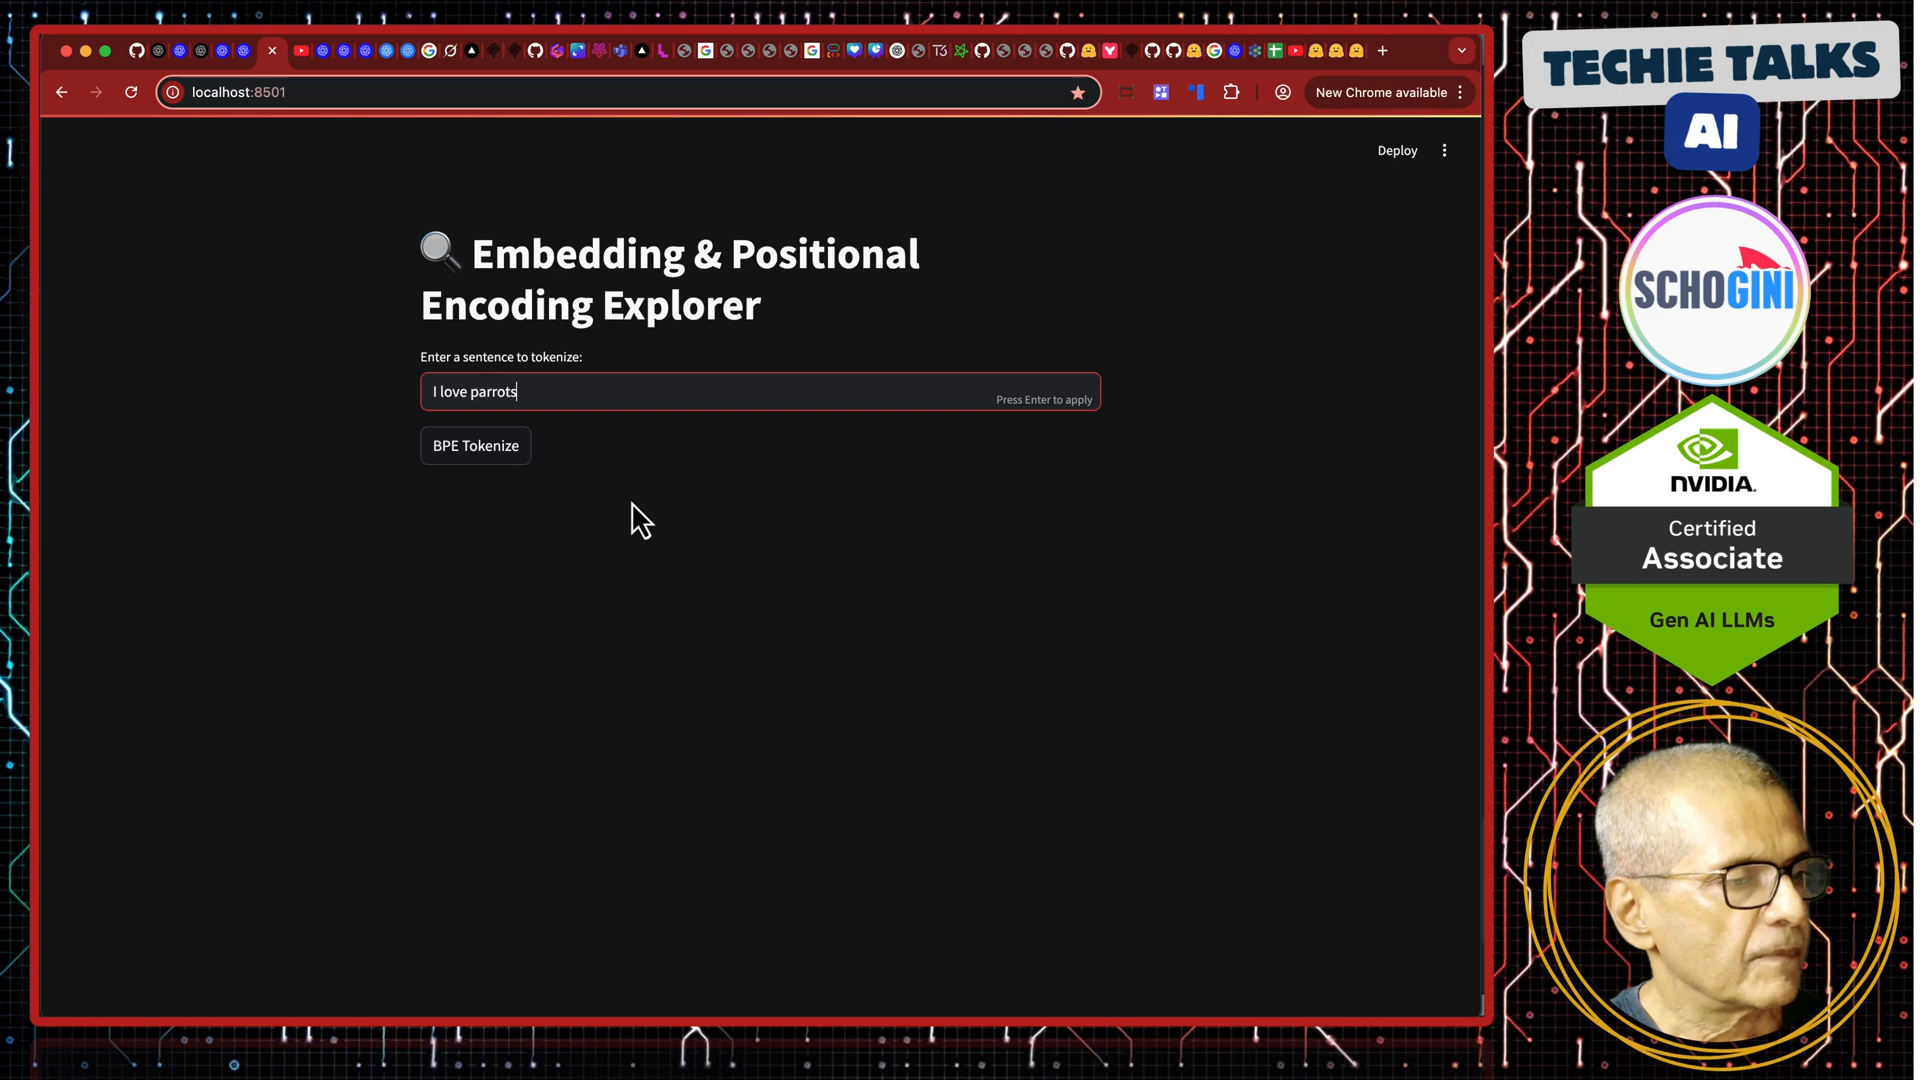 localhost:8501
New Chrome available
Deploy
Embedding & Positional
Encoding Explorer
Enter a sentence to tokenize:
I love parrots
Press Enter to apply
BPE Tokenize
TECHIE TALKS
AI
SCHOGINI
NVIDIA.
Certified
Associate
Gen AI LLMs